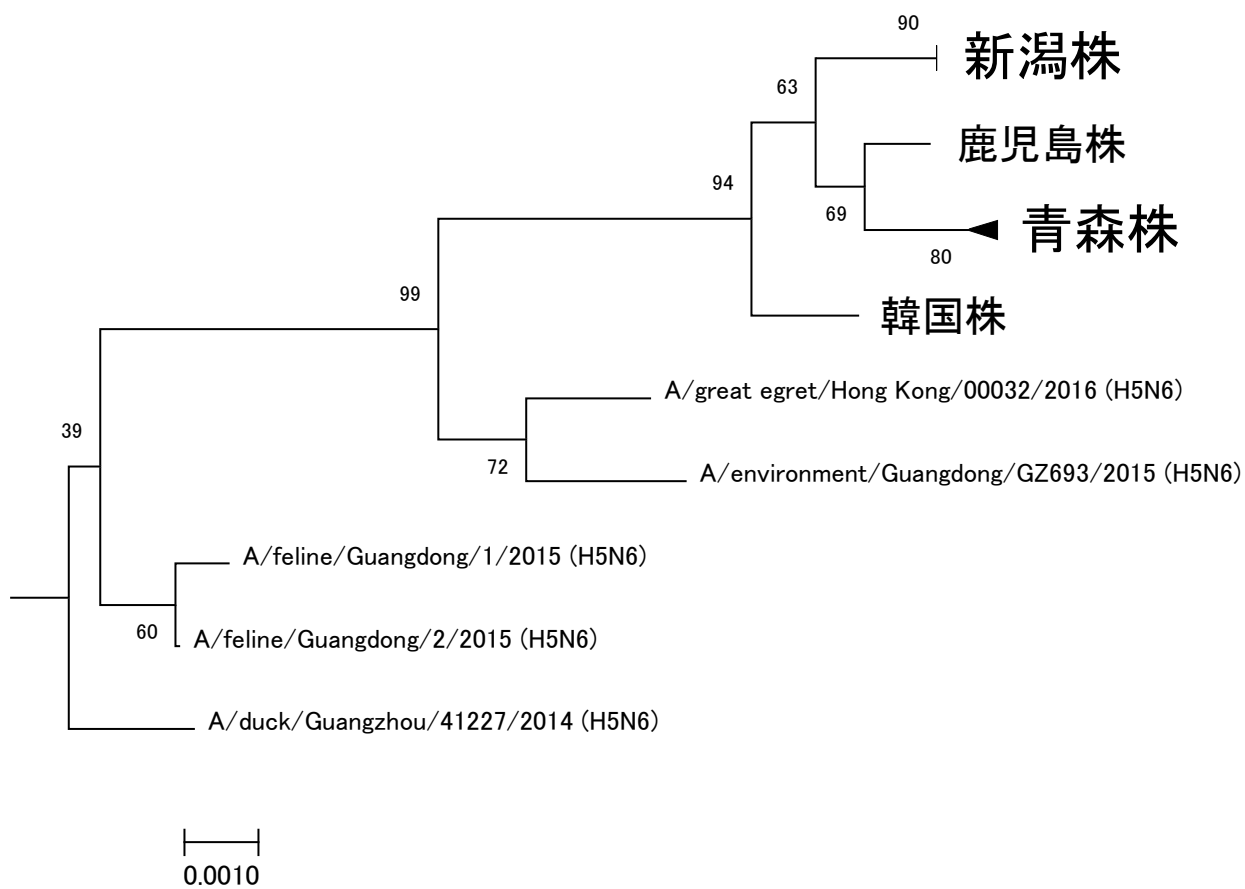 90
新潟株
63
鹿児島株
94
69
青森株
80
99
韓国株
A/great egret/Hong Kong/00032/2016 (H5N6)
39
72
A/environment/Guangdong/GZ693/2015 (H5N6)
A/feline/Guangdong/1/2015 (H5N6)
60
A/feline/Guangdong/2/2015 (H5N6)
A/duck/Guangzhou/41227/2014 (H5N6)
0.0010